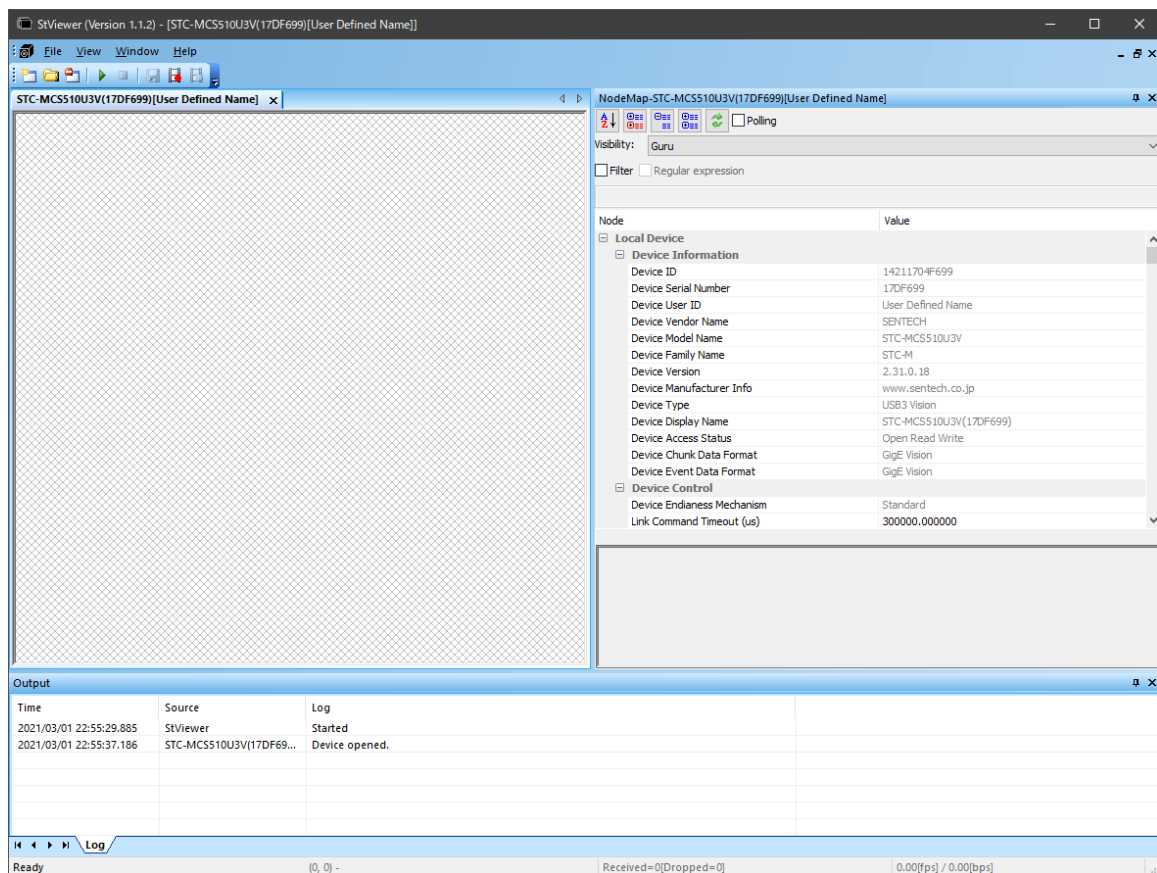 StViewer (Version 1.1.2) - [STC-MCS510U3V(17DF699)[User Defined Name]]
File View Window Help
STC-MCS510U3V(17DF699)[User Defined Name]
NodeMap-STC-MCS510U3V(17DF699)[User Defined Name]
Polling
Visibility: Guru
Filter Regular expression
Node Value
Local Device
Device Information
Device ID 14211704F699
Device Serial Number 17DF699
Device User ID User Defined Name
Device Vendor Name SENTECH
Device Model Name STC-MCS510U3V
Device Family Name STC-M
Device Version 2.31.0.18
Device Manufacturer Info www.sentech.co.jp
Device Type USB3 Vision
Device Display Name STC-MCS510U3V(17DF699)
Device Access Status Open Read Write
Device Chunk Data Format GigE Vision
Device Event Data Format GigE Vision
Device Control
Device Endianess Mechanism Standard
Link Command Timeout (us) 300000.000000
Output
Time Source Log
2021/03/01 22:55:29.885 StViewer Started
2021/03/01 22:55:37.186 STC-MCS510U3V(17DF69... Device opened.
Log
Ready (0, 0) - Received=0[Dropped=0] 0.00[fps] / 0.00[bps]